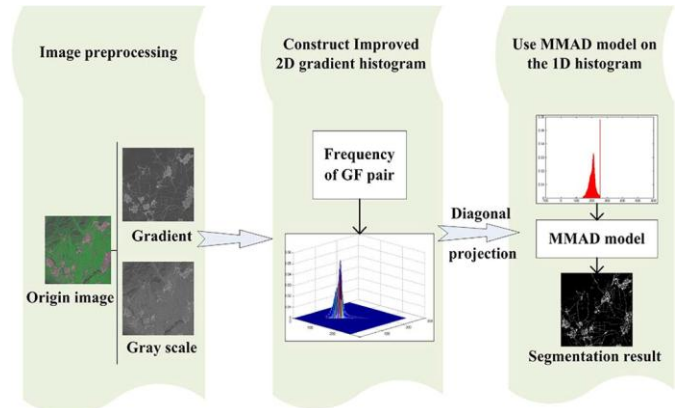 Image preprocessing
Gradient
Origin image
Gray scale
Construct Improved
2D gradient histogram
Frequency
of GF pair
Diagonal
projection
Use MMAD model on
the 1D histogram
MMAD model
Segmentation result